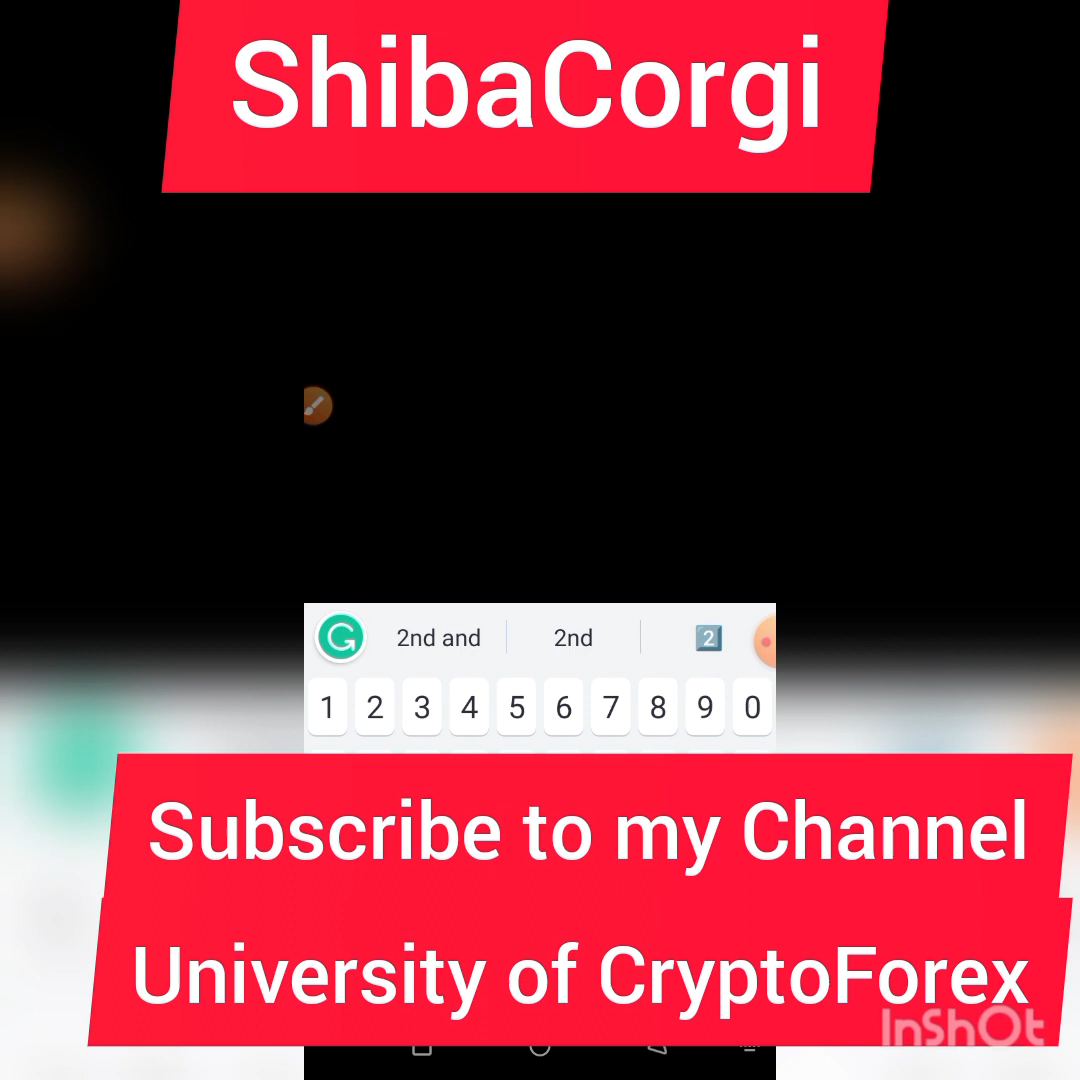 ShibaCorgi
2nd and 2nd 2
1 2 3 4 5 6 7 8 9 0
Subscribe to my Channel
University of CryptoForex
InShOt